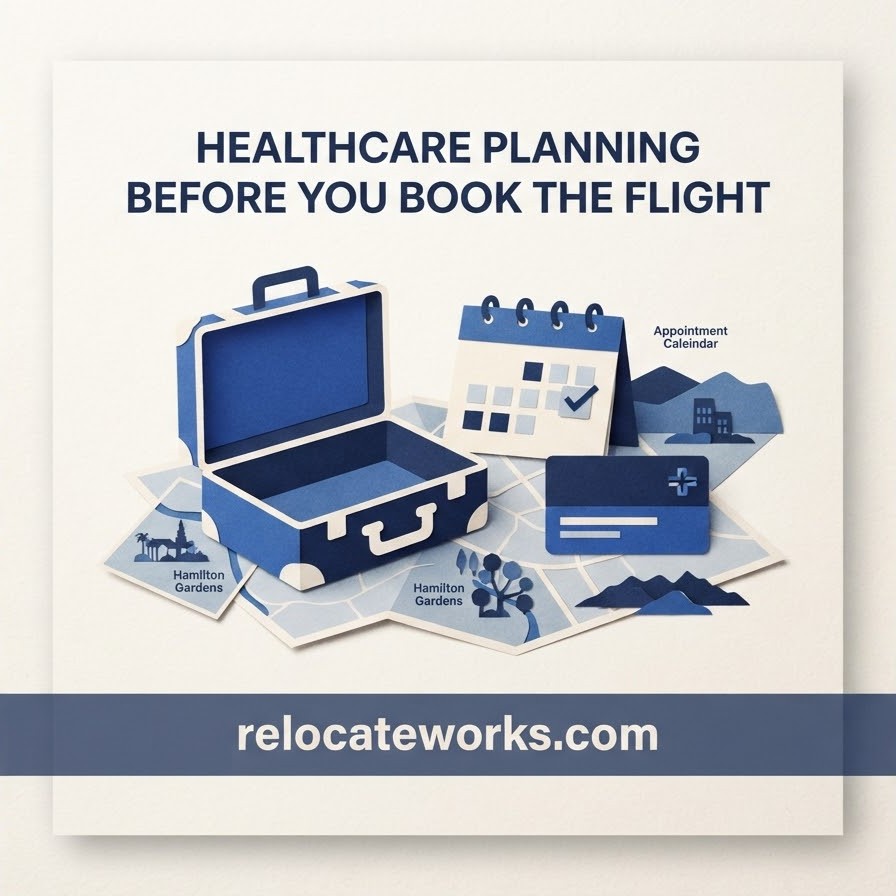 HEALTHCARE PLANNING
BEFORE YOU BOOK THE FLIGHT
Appointment
Caleindar
Hamilton
Gardens
Hamilton
Gardens
relocateworks.com